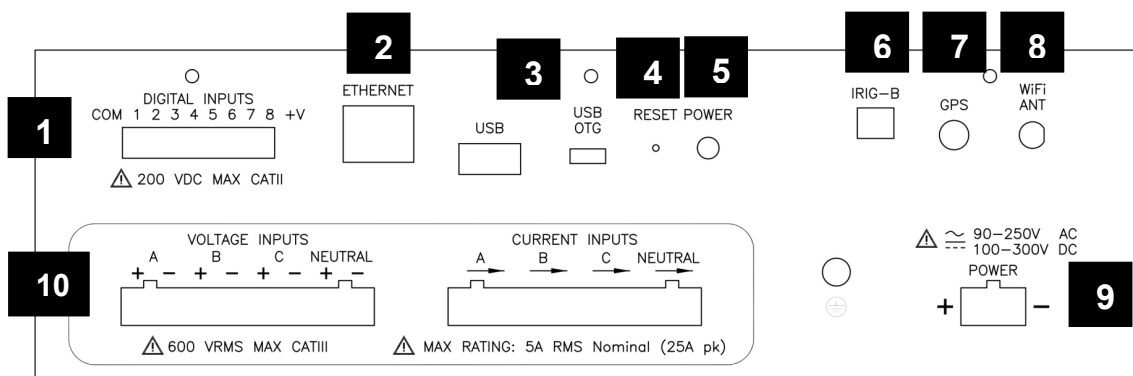 2
3
4
5
6
7
8
1
DIGITAL INPUTS
COM 1 2 3 4 5 6 7 8 +V
ETHERNET
USB
USB
OTG
RESET POWER
IRIG-B
GPS
WiFi
ANT
⚠ 200 VDC MAX CATII
10
VOLTAGE INPUTS
A B C NEUTRAL
+ − + − + − + −
CURRENT INPUTS
A B C NEUTRAL
⚠ 600 VRMS MAX CATIII
⚠ MAX RATING: 5A RMS Nominal (25A pk)
⚠ 90-250V AC
100-300V DC
POWER
+ −
9